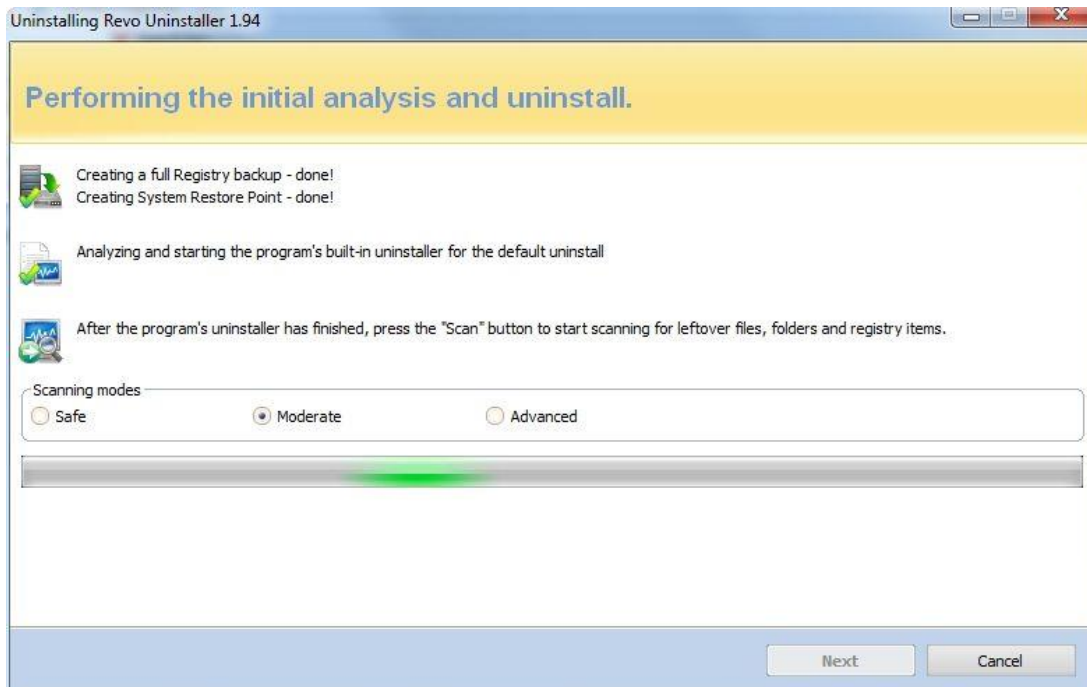 Uninstalling Revo Uninstaller 1.94
Performing the initial analysis and uninstall.
Creating a full Registry backup - done!
Creating System Restore Point - done!
Analyzing and starting the program's built-in uninstaller for the default uninstall
After the program's uninstaller has finished, press the "Scan" button to start scanning for leftover files, folders and registry items.
Scanning modes
Safe Moderate Advanced
Next Cancel